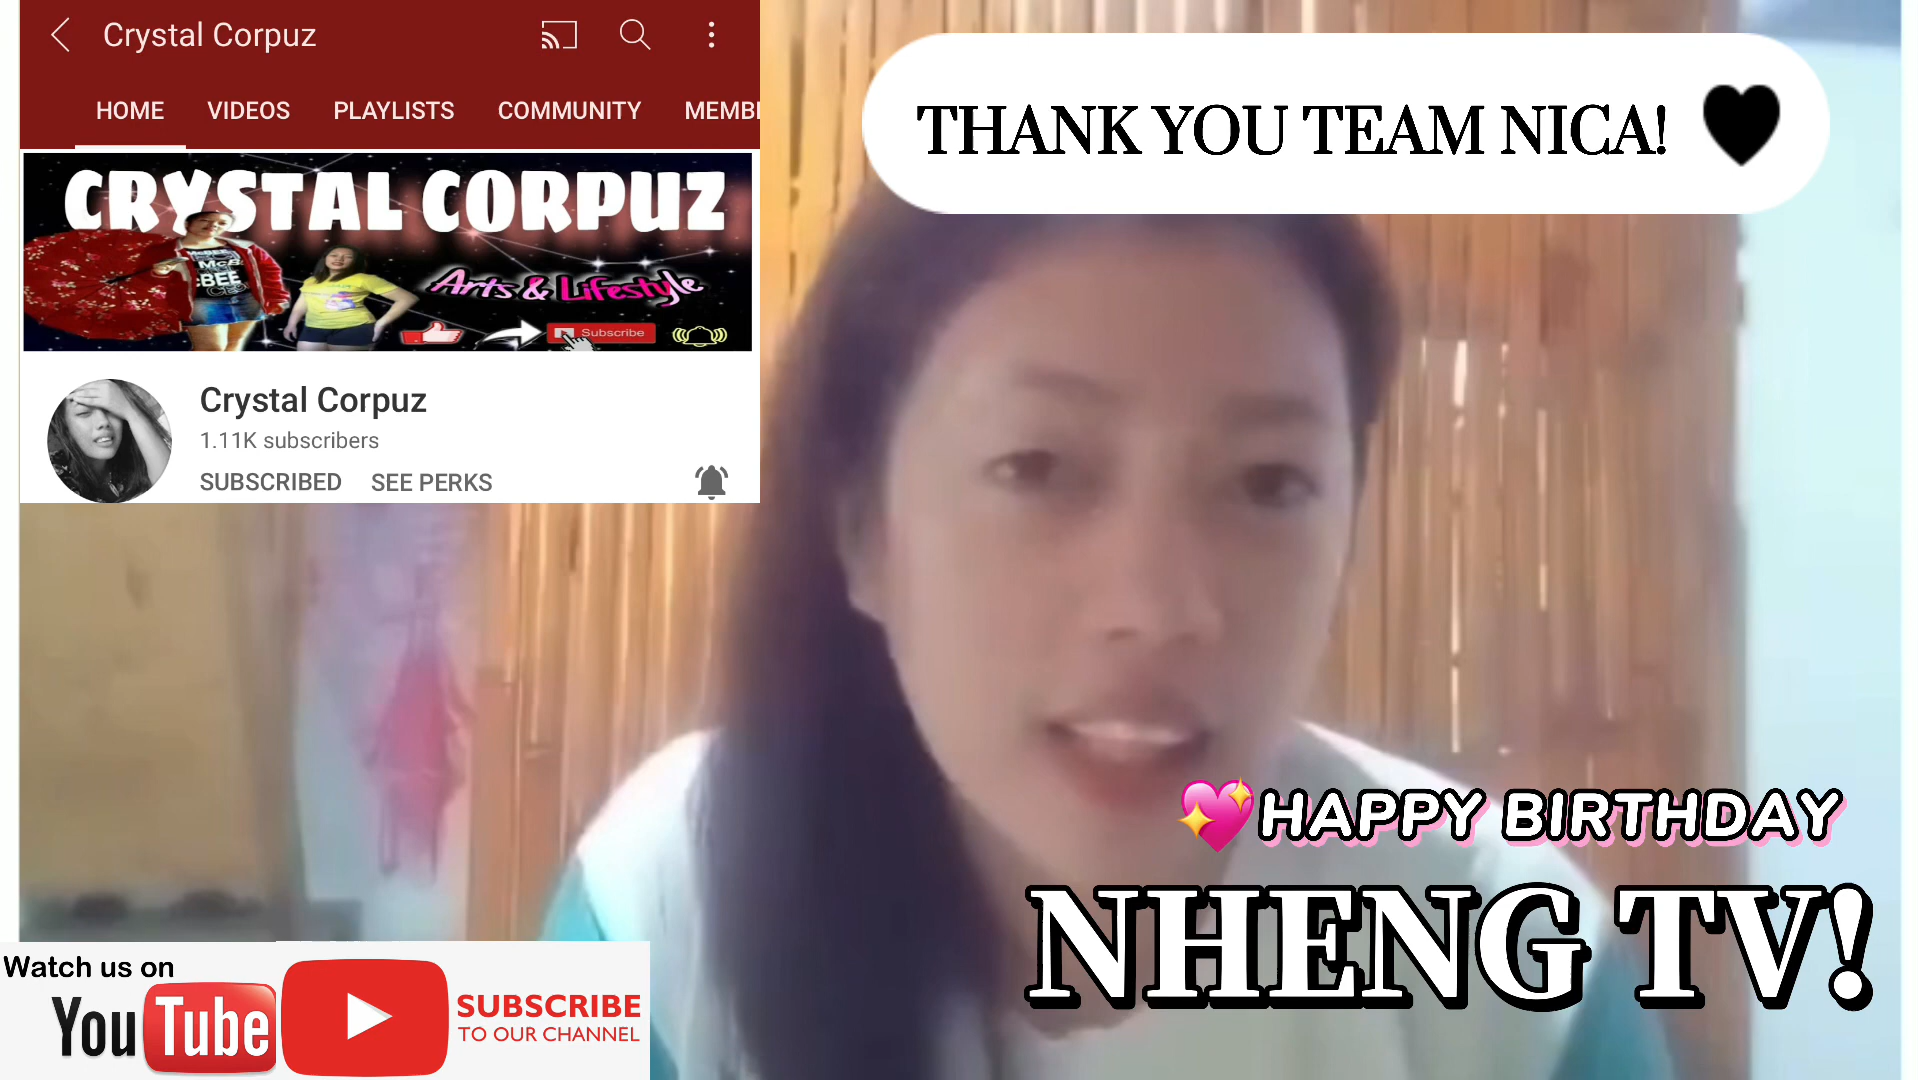 Crystal Corpuz
HOME VIDEOS PLAYLISTS COMMUNITY MEMB
CRYSTAL CORPUZ
Arts & Lifestyle
Subscribe
Crystal Corpuz
1.11K subscribers
SUBSCRIBED SEE PERKS
THANK YOU TEAM NICA!
HAPPY BIRTHDAY
NHENG TV!
Watch us on
YouTube
SUBSCRIBE
TO OUR CHANNEL